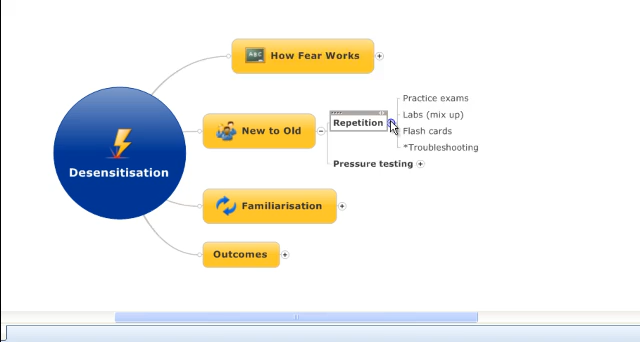 ABC
How Fear Works
Desensitisation
New to Old
Repetition
Practice exams
Labs (mix up)
Flash cards
*Troubleshooting
Pressure testing
Familiarisation
Outcomes